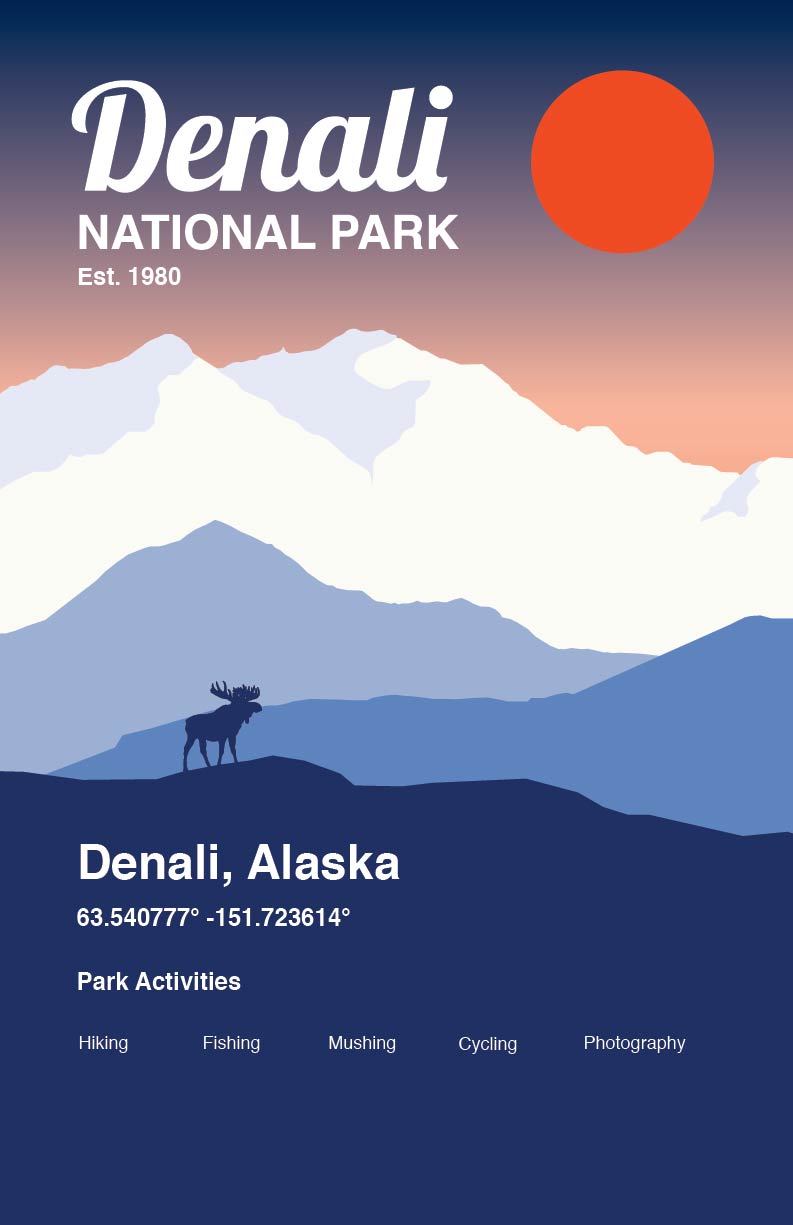 Denali
NATIONAL PARK
Est. 1980
Denali, Alaska
63.540777° -151.723614°
Park Activities
Hiking Fishing Mushing Cycling Photography